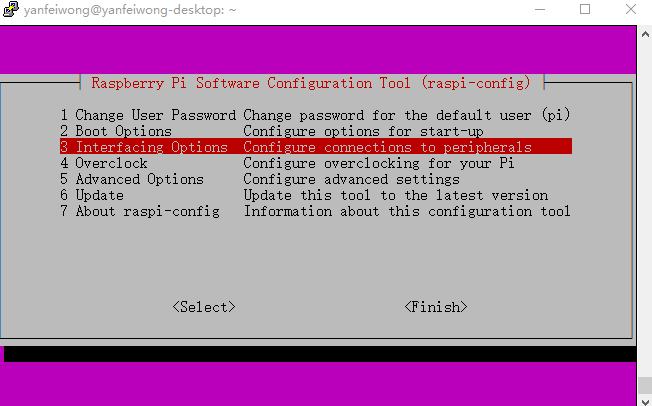 yanfeiwong@yanfeiwong-desktop: ~
Raspberry Pi Software Configuration Tool (raspi-config)
1 Change User Password Change password for the default user (pi)
2 Boot Options Configure options for start-up
3 Interfacing Options Configure connections to peripherals
4 Overclock Configure overclocking for your Pi
5 Advanced Options Configure advanced settings
6 Update Update this tool to the latest version
7 About raspi-config Information about this configuration tool
<Select> <Finish>